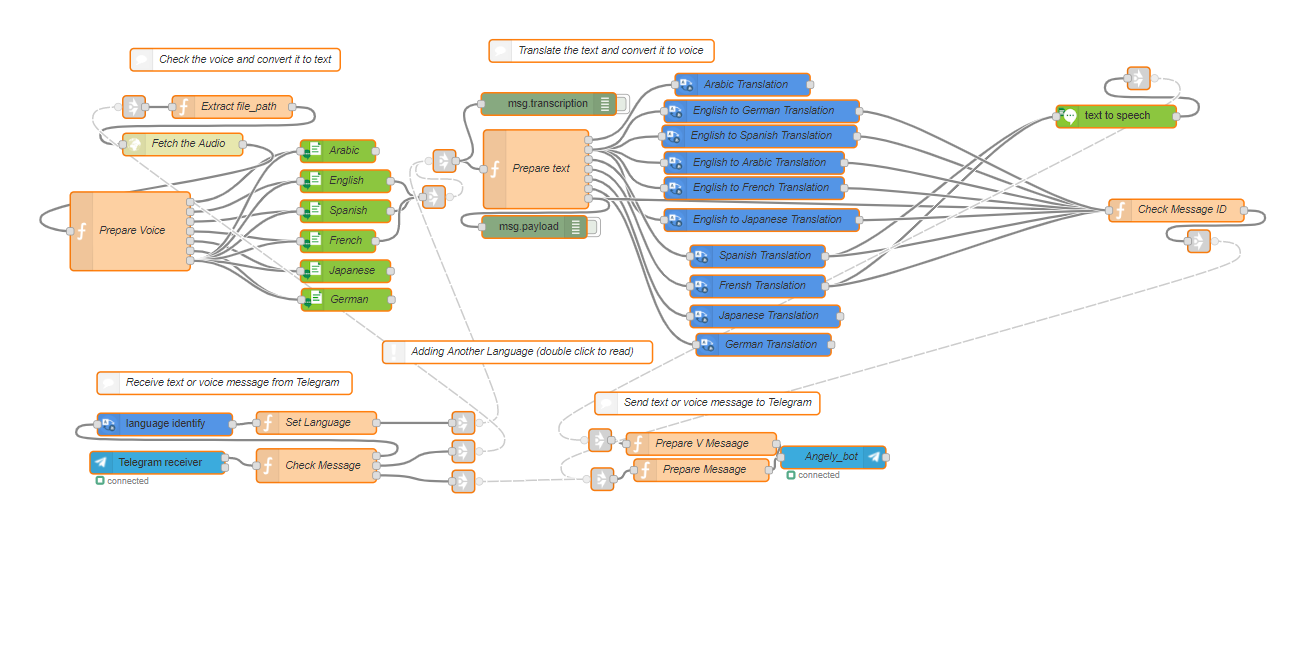 Check the voice and convert it to text
Extract file_path
Fetch the Audio
Prepare Voice
Arabic
English
Spanish
French
Japanese
German
Translate the text and convert it to voice
msg.transcription
Prepare text
msg.payload
Arabic Translation
English to German Translation
English to Spanish Translation
English to Arabic Translation
English to French Translation
English to Japanese Translation
Spanish Translation
Frensh Translation
Japanese Translation
German Translation
text to speech
Check Message ID
Adding Another Language (double click to read)
Receive text or voice message from Telegram
language identify
Set Language
Telegram receiver
connected
Check Message
Send text or voice message to Telegram
Prepare V Mesaage
Prepare Mesaage
Angely_bot
connected